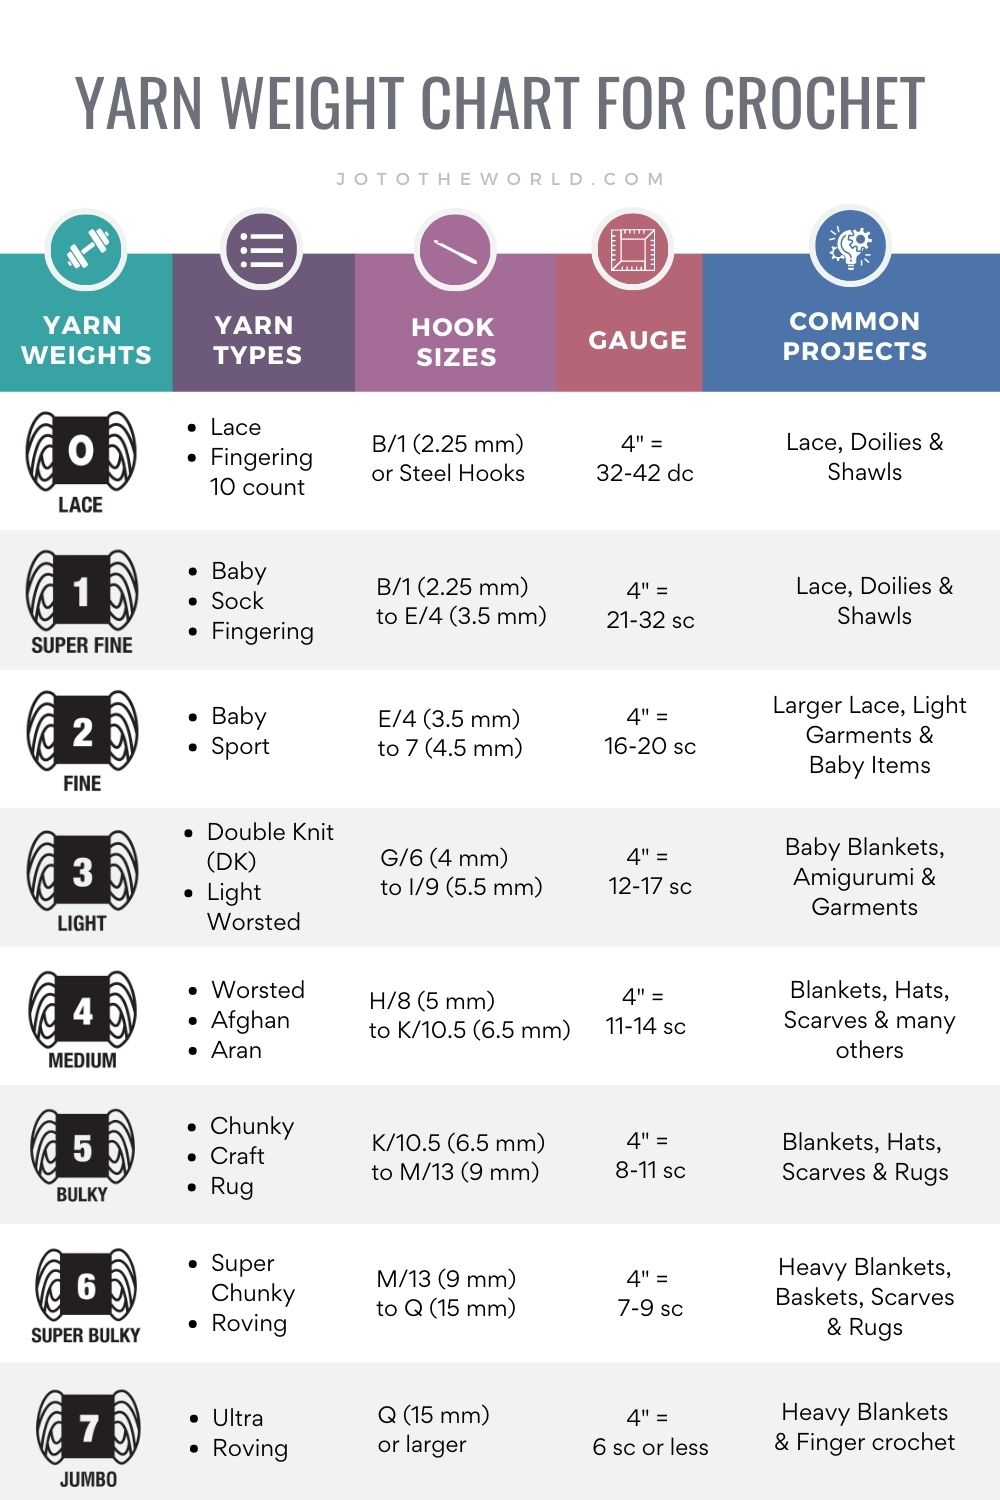 YARN WEIGHT CHART FOR CROCHET
JOTOTHEWORLD.COM
YARN
WEIGHTS
YARN
TYPES
HOOK
SIZES
GAUGE
COMMON
PROJECTS
0
LACE
• Lace
• Fingering
10 count
B/1 (2.25 mm)
or Steel Hooks
4" =
32-42 dc
Lace, Doilies &
Shawls
1
SUPER FINE
• Baby
• Sock
• Fingering
B/1 (2.25 mm)
to E/4 (3.5 mm)
4" =
21-32 sc
Lace, Doilies &
Shawls
2
FINE
• Baby
• Sport
E/4 (3.5 mm)
to 7 (4.5 mm)
4" =
16-20 sc
Larger Lace, Light
Garments &
Baby Items
3
LIGHT
• Double Knit
(DK)
• Light
Worsted
G/6 (4 mm)
to I/9 (5.5 mm)
4" =
12-17 sc
Baby Blankets,
Amigurumi &
Garments
4
MEDIUM
• Worsted
• Afghan
• Aran
H/8 (5 mm)
to K/10.5 (6.5 mm)
4" =
11-14 sc
Blankets, Hats,
Scarves & many
others
5
BULKY
• Chunky
• Craft
• Rug
K/10.5 (6.5 mm)
to M/13 (9 mm)
4" =
8-11 sc
Blankets, Hats,
Scarves & Rugs
6
SUPER BULKY
• Super
Chunky
• Roving
M/13 (9 mm)
to Q (15 mm)
4" =
7-9 sc
Heavy Blankets,
Baskets, Scarves
& Rugs
7
JUMBO
• Ultra
• Roving
Q (15 mm)
or larger
4" =
6 sc or less
Heavy Blankets
& Finger crochet